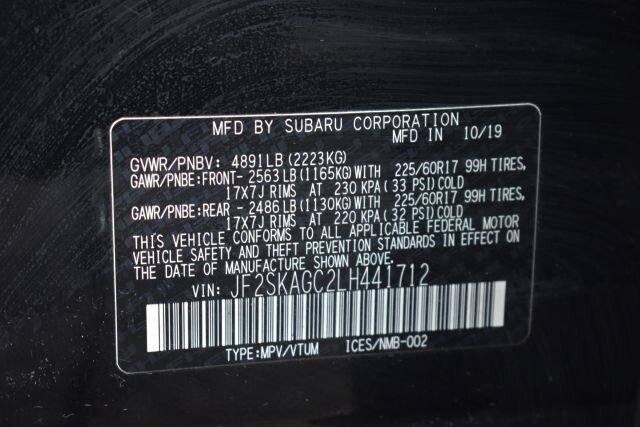 MFD BY SUBARU CORPORATION
MFD IN 10/19
GVWR/PNBV: 4891LB (2223KG)
GAWR/PNBE:FRONT- 2563LB (1165KG)WITH 225/60R17 99H TIRES,
17X7J RIMS AT 230 KPA (33 PSI)COLD
GAWR/PNBE:REAR - 2486LB (1130KG)WITH 225/60R17 99H TIRES,
17X7J RIMS AT 220 KPA (32 PSI)COLD
THIS VEHICLE CONFORMS TO ALL APPLICABLE FEDERAL MOTOR
VEHICLE SAFETY AND THEFT PREVENTION STANDARDS IN EFFECT ON
THE DATE OF MANUFACTURE SHOWN ABOVE.
VIN: JF2SKAGC2LH441712
TYPE:MPV/VTUM ICES/NMB-002